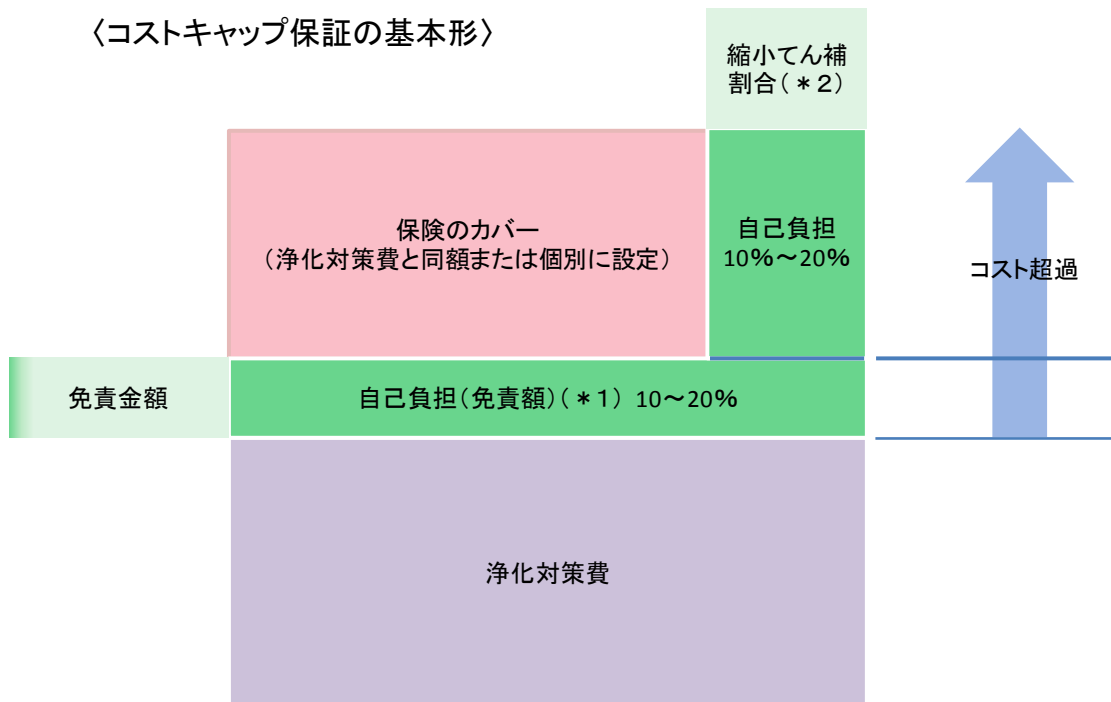 〈コストキャップ保証の基本形〉
縮小てん補
割合(＊２)
保険のカバー
(浄化対策費と同額または個別に設定)
自己負担
10%～20%
コスト超過
免責金額
自己負担(免責額)(＊１) 10～20%
浄化対策費